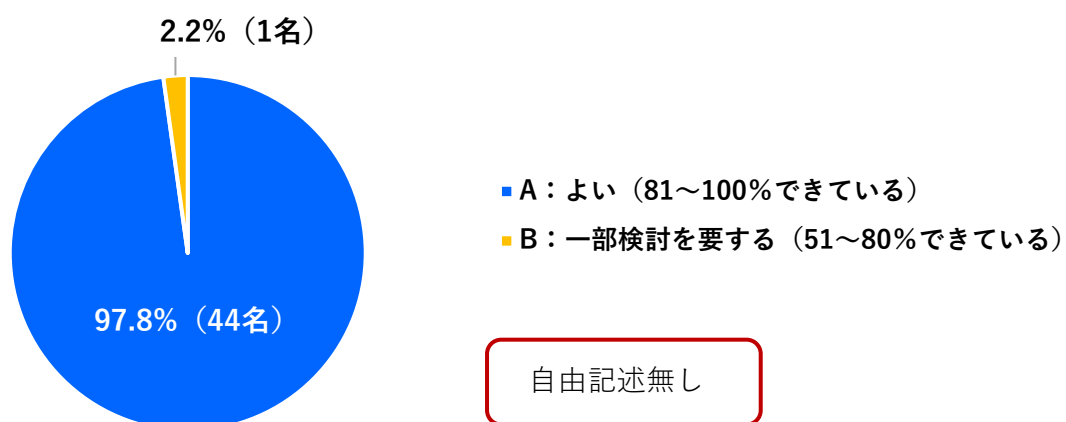 2.2%（1名）
97.8%（44名）
A：よい（81～100%できている）
B：一部検討を要する（51～80%できている）
自由記述無し